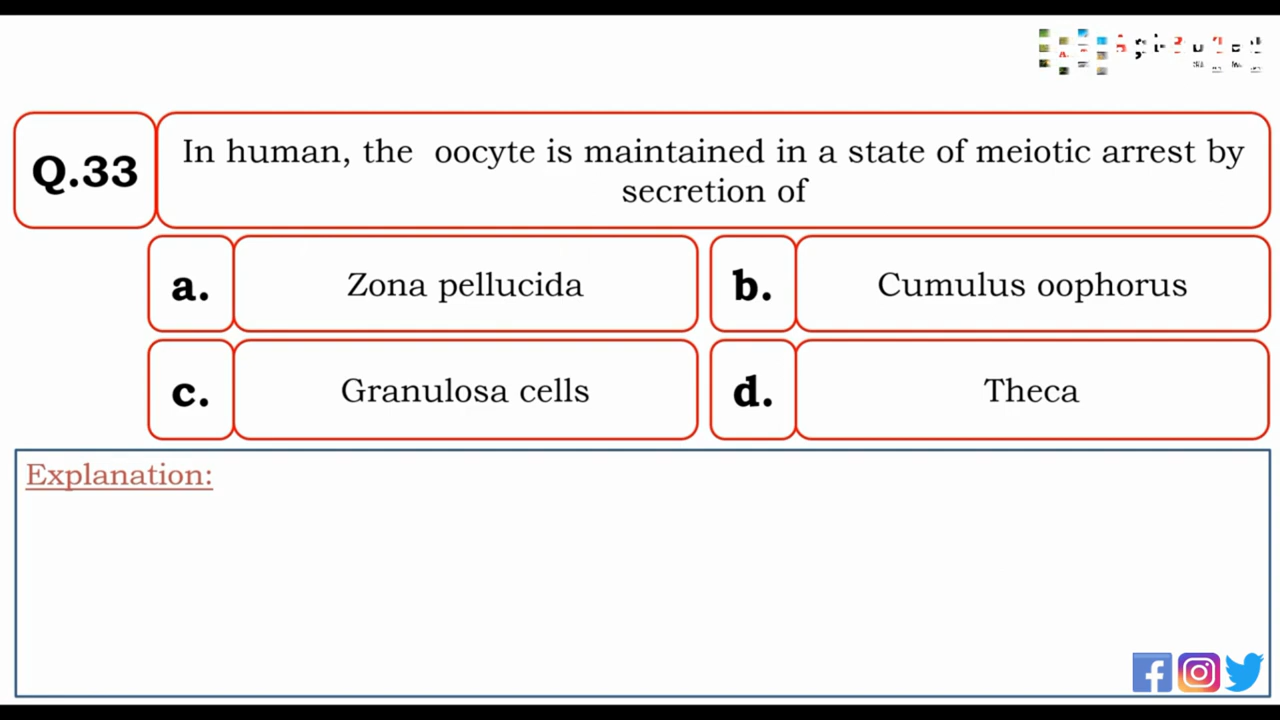 Q.33
In human, the oocyte is maintained in a state of meiotic arrest by
secretion of
a.
Zona pellucida
b.
Cumulus oophorus
c.
Granulosa cells
d.
Theca
Explanation: